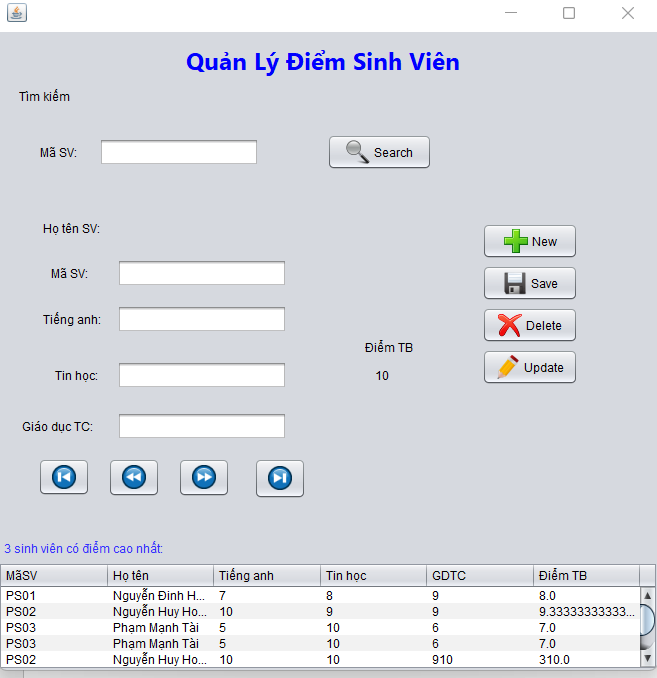 Quản Lý Điểm Sinh Viên
Tìm kiếm
Mã SV:
Search
Họ tên SV:
New
Mã SV:
Save
Tiếng anh:
Delete
Điểm TB
Update
Tin học:
10
Giáo dục TC:
3 sinh viên có điểm cao nhất:
MãSV Họ tên Tiếng anh Tin học GDTC Điểm TB
PS01 Nguyễn Đinh H... 7 8 9 8.0
PS02 Nguyễn Huy Ho... 10 9 9 9.33333333333...
PS03 Phạm Mạnh Tài 5 10 6 7.0
PS03 Phạm Mạnh Tài 5 10 6 7.0
PS02 Nguyễn Huy Ho... 10 10 910 310.0